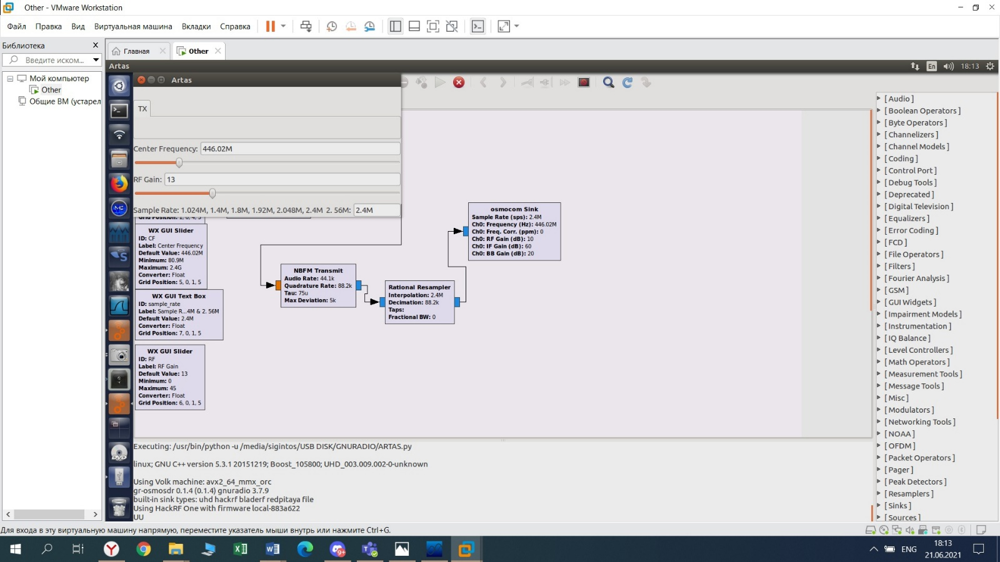 Other - VMware Workstation
Файл Правка Вид Виртуальная машина Вкладки Справка
Библиотека
Введите иском...
Мой компьютер
Other
Общие ВМ (устарел
Главная
Other
Artas
En
18:13
Artas
TX
Center Frequency: 446.02M
RF Gain: 13
Sample Rate: 1.024M, 1.4M, 1.8M, 1.92M, 2.048M, 2.4M 2. 56M: 2.4M
Grid Position: 1, 0, 4, 5
WX GUI Slider
ID: CF
Label: Center Frequency
Default Value: 446.02M
Minimum: 80.9M
Maximum: 2.4G
Converter: Float
Grid Position: 5, 0, 1, 5
WX GUI Text Box
ID: sample_rate
Label: Sample R...4M & 2. 56M
Default Value: 2.4M
Converter: Float
Grid Position: 7, 0, 1, 5
WX GUI Slider
ID: RF
Label: RF Gain
Default Value: 13
Minimum: 0
Maximum: 45
Converter: Float
Grid Position: 6, 0, 1, 5
NBFM Transmit
Audio Rate: 44.1k
Quadrature Rate: 88.2k
Tau: 75u
Max Deviation: 5k
Rational Resampler
Interpolation: 2.4M
Decimation: 88.2k
Taps:
Fractional BW: 0
osmocom Sink
Sample Rate (sps): 2.4M
Ch0: Frequency (Hz): 446.02M
Ch0: Freq. Corr. (ppm): 0
Ch0: RF Gain (dB): 10
Ch0: IF Gain (dB): 60
Ch0: BB Gain (dB): 20
[ Audio ]
[ Boolean Operators ]
[ Byte Operators ]
[ Channelizers ]
[ Channel Models ]
[ Coding ]
[ Control Port ]
[ Debug Tools ]
[ Deprecated ]
[ Digital Television ]
[ Equalizers ]
[ Error Coding ]
[ FCD ]
[ File Operators ]
[ Filters ]
[ Fourier Analysis ]
[ GSM ]
[ GUI Widgets ]
[ Impairment Models ]
[ Instrumentation ]
[ IQ Balance ]
[ Level Controllers ]
[ Math Operators ]
[ Measurement Tools ]
[ Message Tools ]
[ Misc ]
[ Modulators ]
[ Networking Tools ]
[ NOAA ]
[ OFDM ]
[ Packet Operators ]
[ Pager ]
[ Peak Detectors ]
[ Resamplers ]
[ Sinks ]
[ Sources ]
Executing: /usr/bin/python -u /media/sigintos/USB DISK/GNURADIO/ARTAS.py
linux; GNU C++ version 5.3.1 20151219; Boost_105800; UHD_003.009.002-0-unknown
Using Volk machine: avx2_64_mmx_orc
gr-osmosdr 0.1.4 (0.1.4) gnuradio 3.7.9
built-in sink types: uhd hackrf bladerf redpitaya file
Using HackRF One with firmware local-883a622
UU
Для входа в эту виртуальную машину напрямую, переместите указатель мыши внутрь или нажмите Ctrl+G.
9+
ENG
18:13
21.06.2021